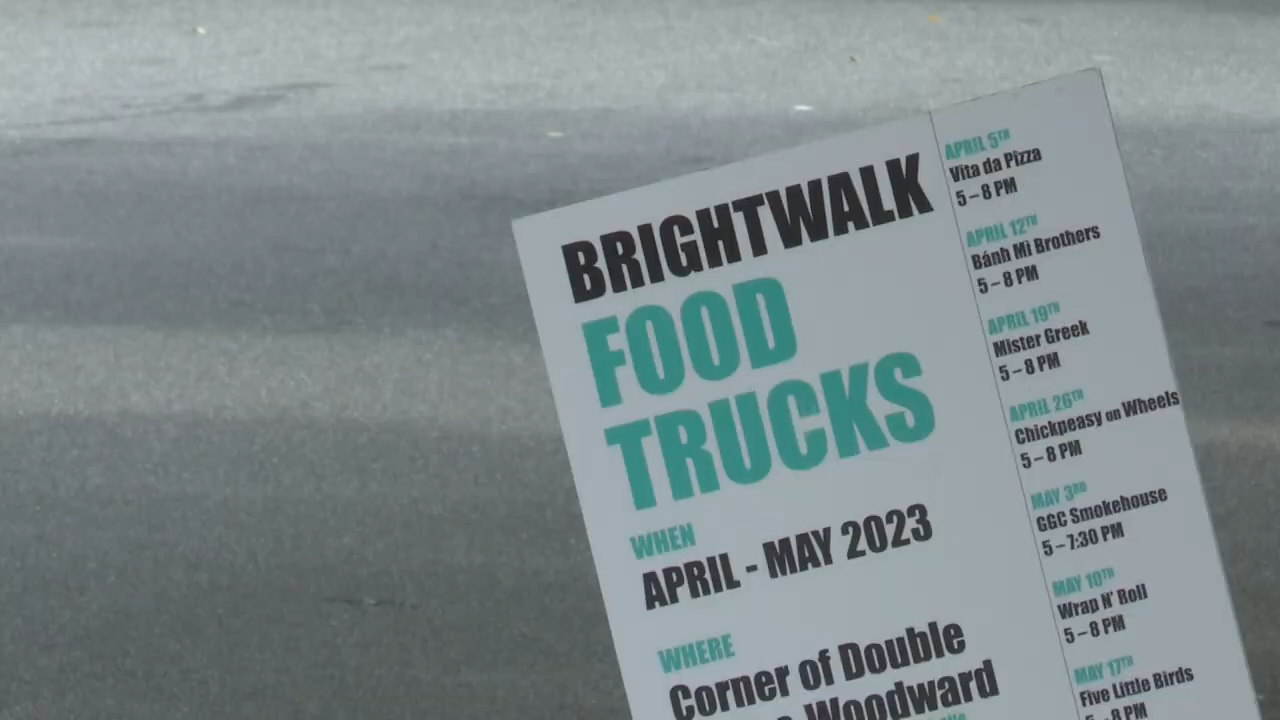 BRIGHTWALK
FOOD
TRUCKS
WHEN
APRIL - MAY 2023
WHERE
Corner of Double
Woodward
APRIL 5TH
Vita da Pizza
5 – 8 PM
APRIL 12TH
Bánh Mì Brothers
5 – 8 PM
APRIL 19TH
Mister Greek
5 – 8 PM
APRIL 26TH
Chickpeasy on Wheels
5 – 8 PM
MAY 3RD
GGC Smokehouse
5 – 7:30 PM
MAY 10TH
Wrap N' Roll
5 – 8 PM
MAY 17TH
Five Little Birds
5 – 8 PM